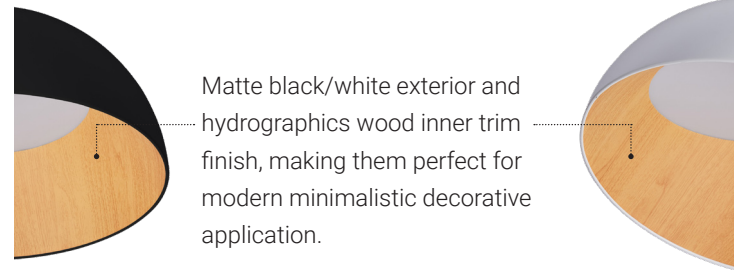 Matte black/white exterior and
hydrographics wood inner trim
finish, making them perfect for
modern minimalistic decorative
application.